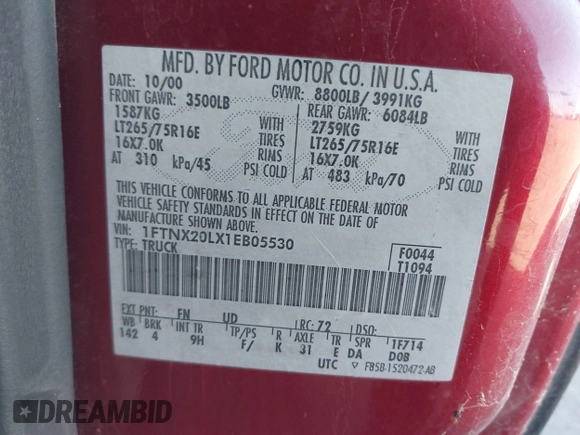 MFD. BY FORD MOTOR CO. IN U.S.A.
DATE: 10/00 GVWR: 8800LB/ 3991KG
FRONT GAWR: 3500LB REAR GAWR: 6084LB
1587KG WITH 2759KG WITH
LT265/75R16E TIRES LT265/75R16E TIRES
16X7.0K RIMS 16X7.0K RIMS
AT 310 kPa/45 PSI COLD AT 483 kPa/70 PSI COLD
THIS VEHICLE CONFORMS TO ALL APPLICABLE FEDERAL MOTOR
VEHICLE SAFETY STANDARDS IN EFFECT ON THE DATE OF
MANUFACTURE SHOWN ABOVE.
VIN: 1FTNX20LX1EB05530
TYPE: TRUCK
F0044
T1094
EXT PNT: FN UD RC: 72 DSO:
WB BRK INT TR TP/PS R AXLE TR SPR 1F714
142 4 9H F/ K 31 E DA DOB
UTC ▽ F85B-1520472-AB
DREAMBID